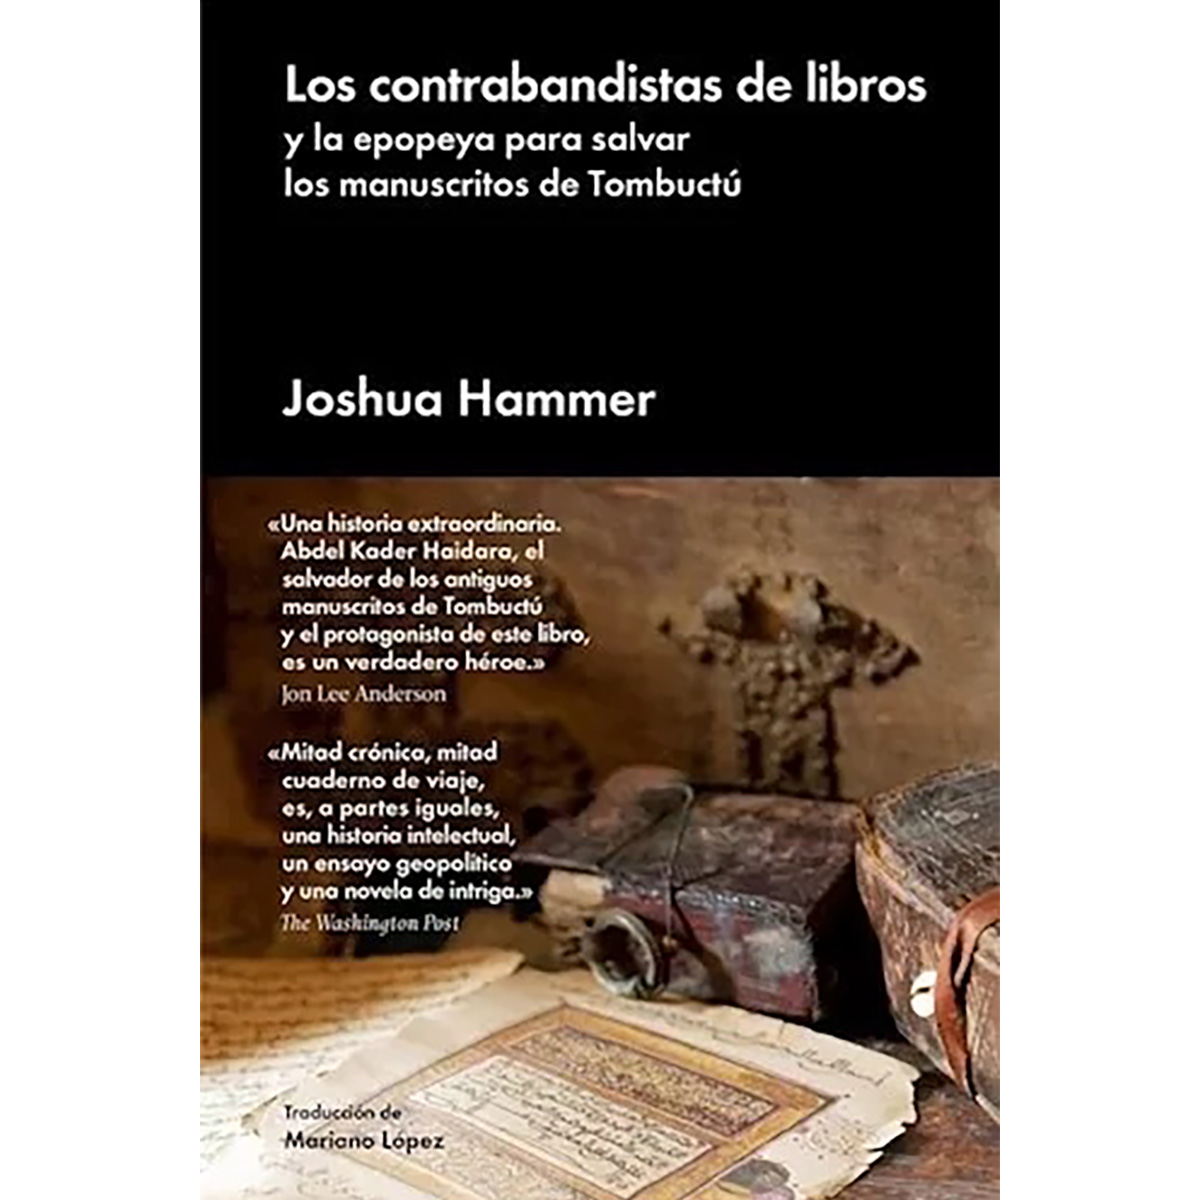 Los contrabandistas de libros
y la epopeya para salvar
los manuscritos de Tombuctú
Joshua Hammer
«Una historia extraordinaria.
Abdel Kader Haidara, el
salvador de los antiguos
manuscritos de Tombuctú
y el protagonista de este libro,
es un verdadero héroe.»
Jon Lee Anderson
«Mitad crónica, mitad
cuaderno de viaje,
es, a partes iguales,
una historia intelectual,
un ensayo geopolítico
y una novela de intriga.»
The Washington Post
Traducción de
Mariano López